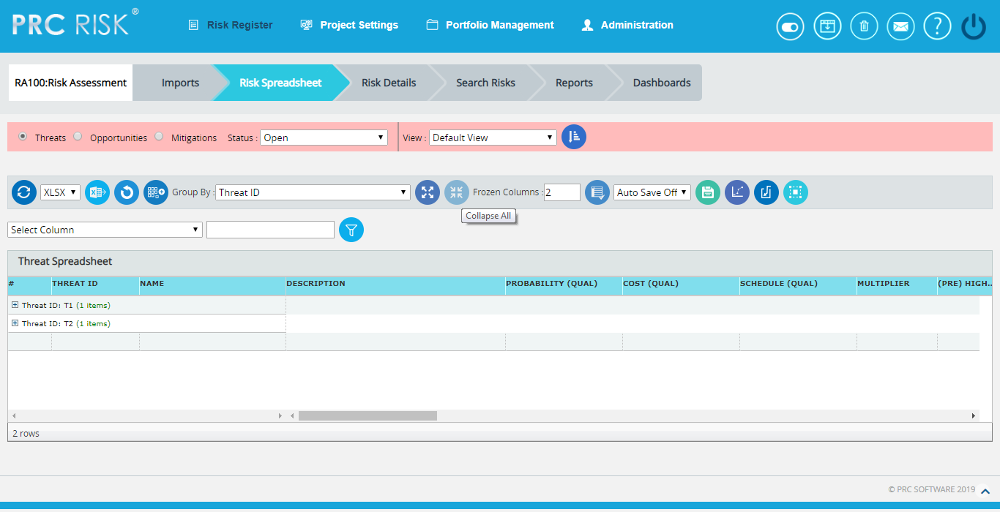 PRC RISK ®
Risk Register Project Settings Portfolio Management Administration
RA100:Risk Assessment Imports Risk Spreadsheet Risk Details Search Risks Reports Dashboards
Threats Opportunities Mitigations Status : Open View : Default View
XLSX Group By : Threat ID Frozen Columns : 2 Auto Save Off
Collapse All
Select Column
Threat Spreadsheet
# THREAT ID NAME DESCRIPTION PROBABILITY (QUAL) COST (QUAL) SCHEDULE (QUAL) MULTIPLIER (PRE) HIGH...
Threat ID: T1 (1 items)
Threat ID: T2 (1 items)
2 rows
© PRC SOFTWARE 2019